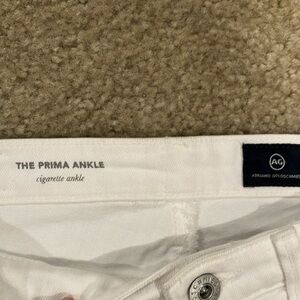 THE PRIMA ANKLE
cigarette ankle
AG
ADRIANO GOLDSCHMIED